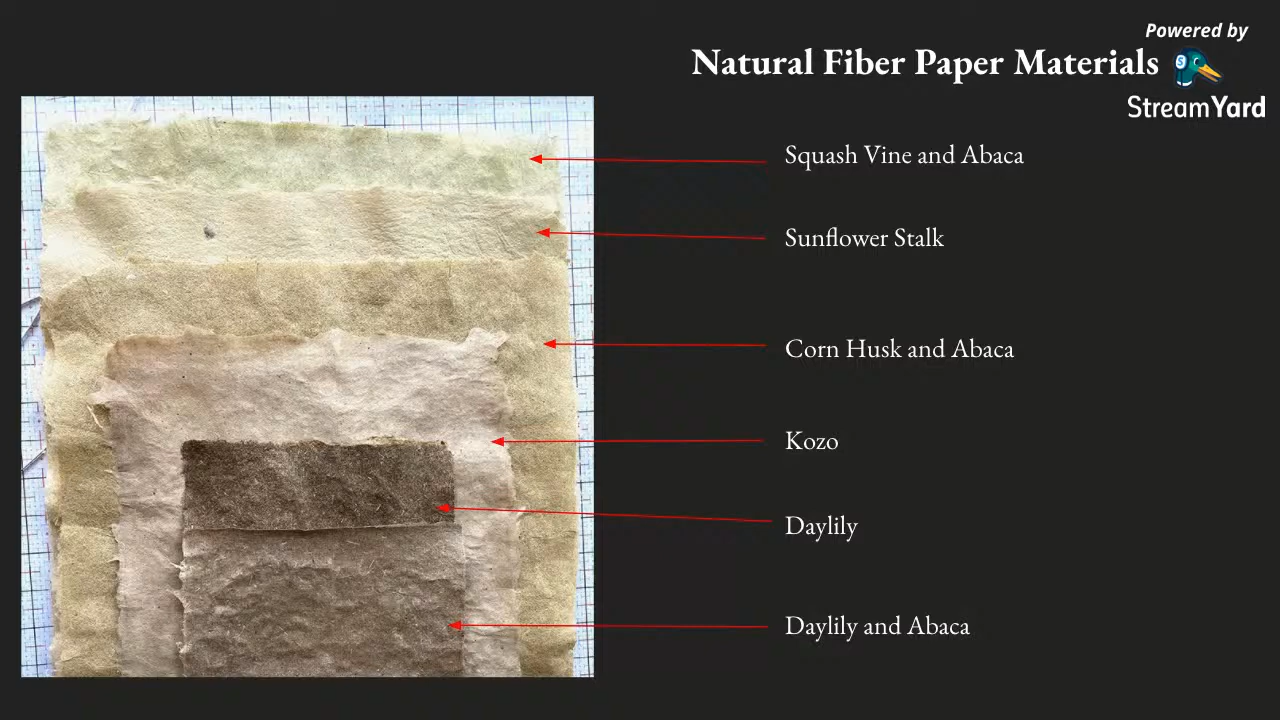 Powered by
Natural Fiber Paper Materials
StreamYard
Squash Vine and Abaca
Sunflower Stalk
Corn Husk and Abaca
Kozo
Daylily
Daylily and Abaca